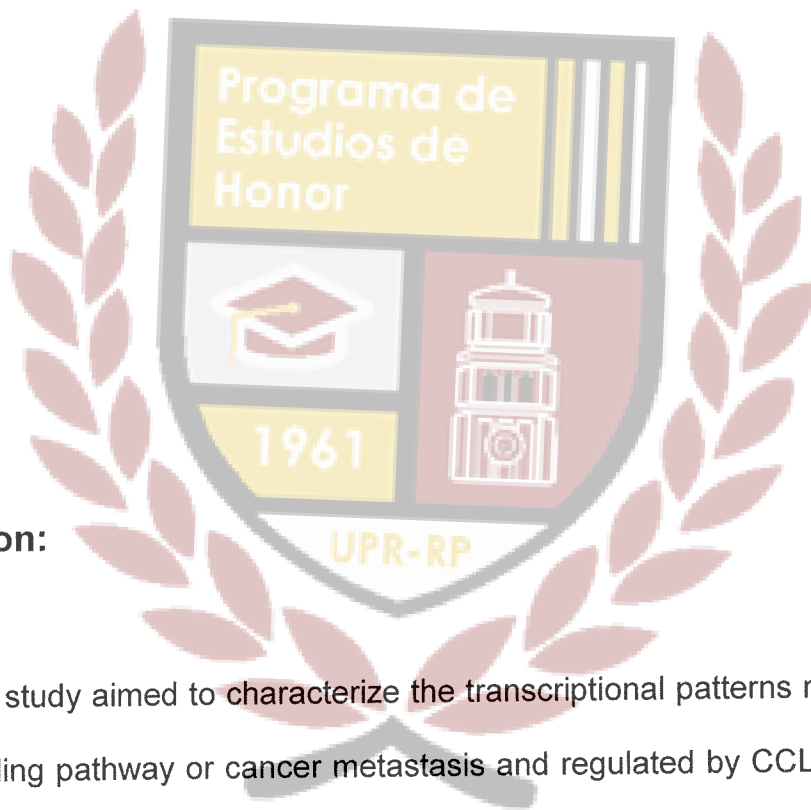 Programa de
Estudios de
Honor
1961
UPR-RP
on:
study aimed to characterize the transcriptional patterns
ling pathway or cancer metastasis and regulated by CCL